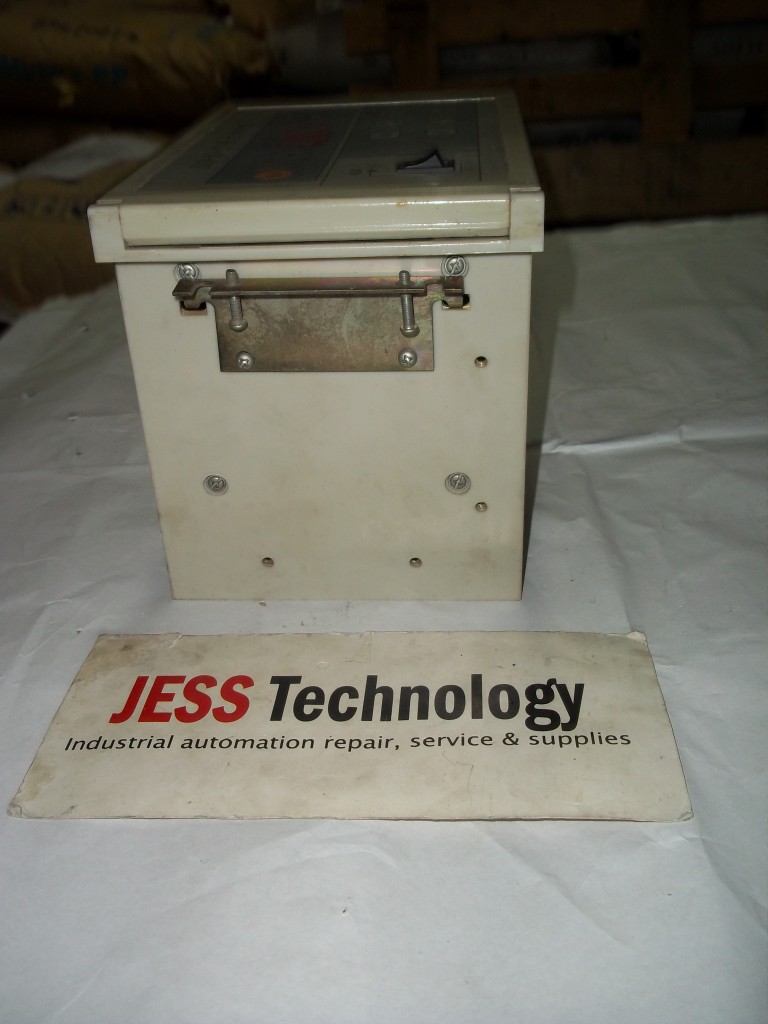 JESS Technology
Industrial automation repair, service & supplies